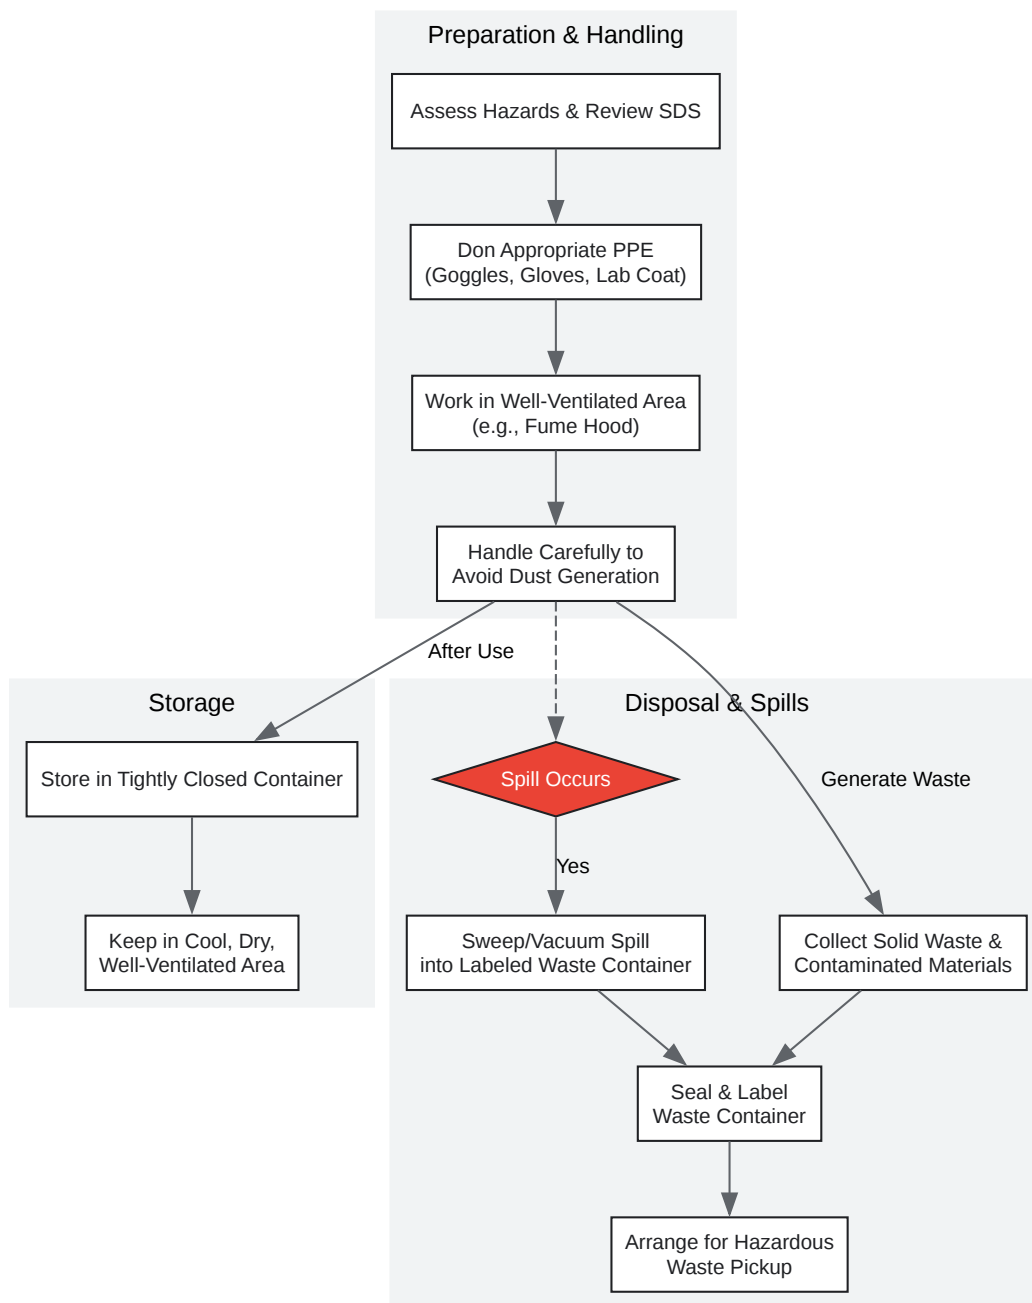 Preparation & Handling
Assess Hazards & Review SDS
Don Appropriate PPE
(Goggles, Gloves, Lab Coat)
Work in Well-Ventilated Area
(e.g., Fume Hood)
Handle Carefully to
Avoid Dust Generation
After Use
Storage
Store in Tightly Closed Container
Keep in Cool, Dry,
Well-Ventilated Area
Disposal & Spills
Spill Occurs
Generate Waste
Yes
Sweep/Vacuum Spill
into Labeled Waste Container
Collect Solid Waste &
Contaminated Materials
Seal & Label
Waste Container
Arrange for Hazardous
Waste Pickup